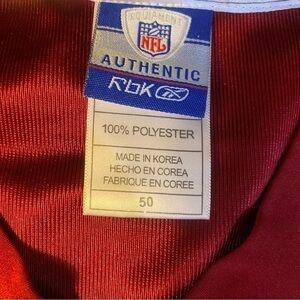 EQUIPMENT
NFL
AUTHENTIC
RbK
100% POLYESTER
MADE IN KOREA
HECHO EN COREA
FABRIQUE EN COREE
50